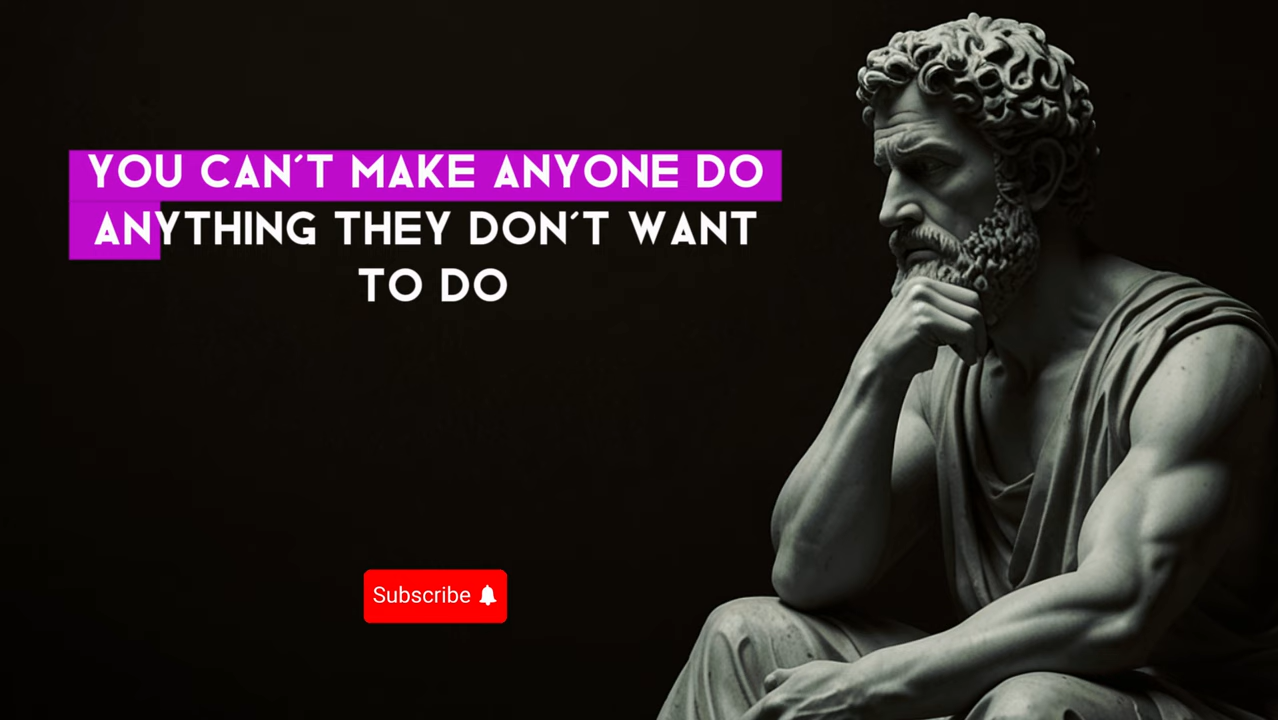 YOU CAN´T MAKE ANYONE DO
ANYTHING THEY DON´T WANT
TO DO
Subscribe